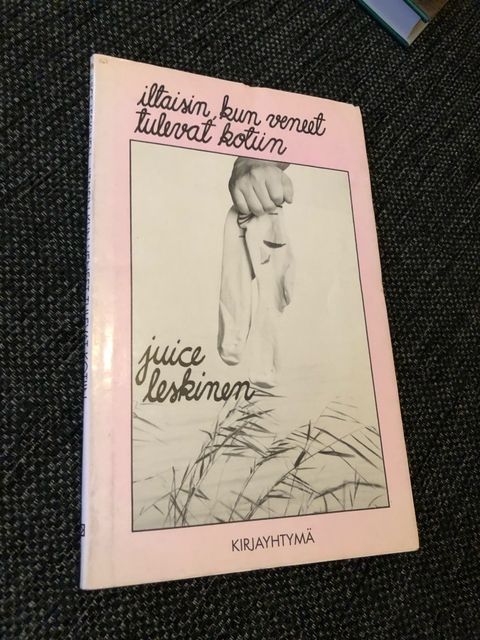 iltaisin, kun veneet
tulevat kotiin
juice
leskinen
KIRJAYHTYMÄ